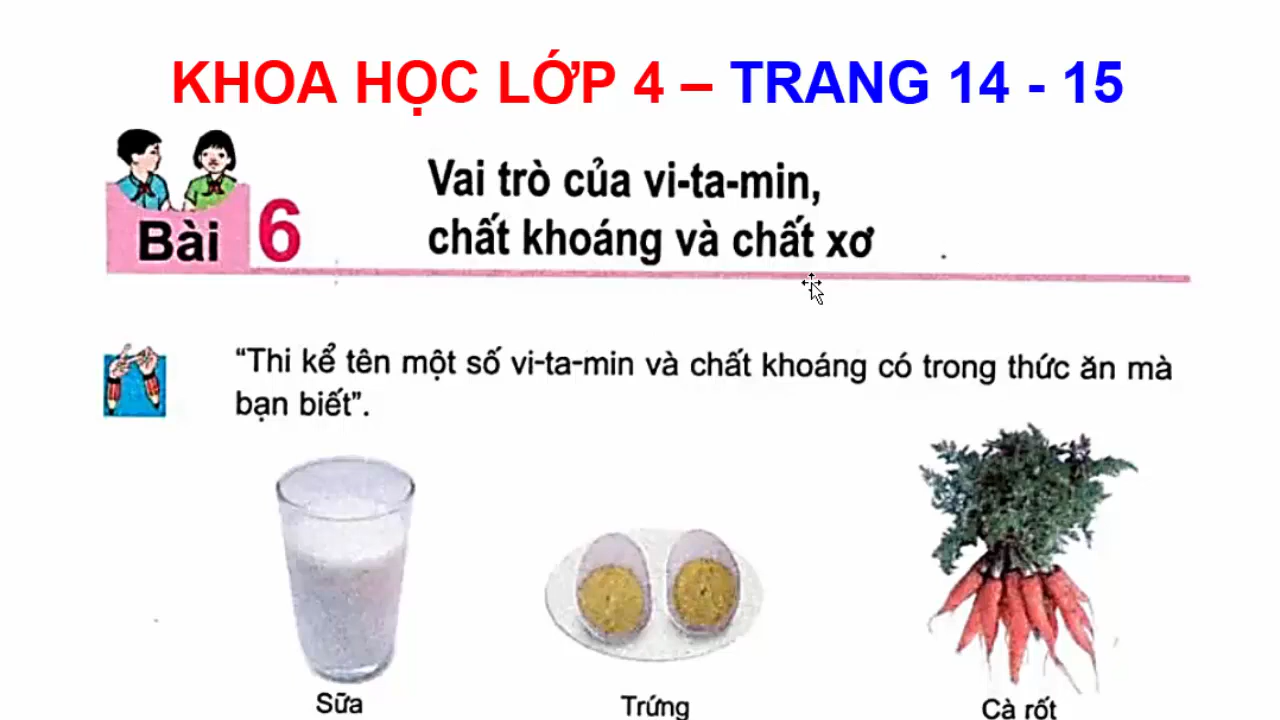 KHOA HỌC LỚP 4 – TRANG 14 - 15
Bài 6
Vai trò của vi-ta-min,
chất khoáng và chất xơ
“Thi kể tên một số vi-ta-min và chất khoáng có trong thức ăn mà
bạn biết”.
Sữa
Trứng
Cà rốt